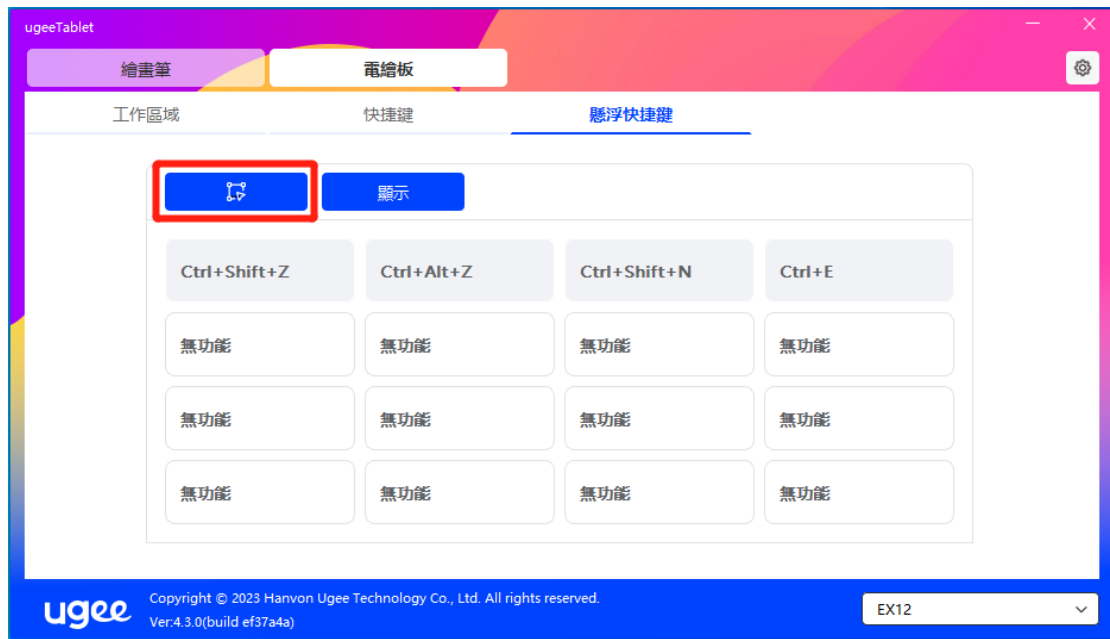 ugeeTablet
繪畫筆 電繪板
工作區域 快捷鍵 懸浮快捷鍵
顯示
Ctrl+Shift+Z Ctrl+Alt+Z Ctrl+Shift+N Ctrl+E
無功能 無功能 無功能 無功能
無功能 無功能 無功能 無功能
無功能 無功能 無功能 無功能
ugee
Copyright © 2023 Hanvon Ugee Technology Co., Ltd. All rights reserved.
Ver:4.3.0(build ef37a4a)
EX12